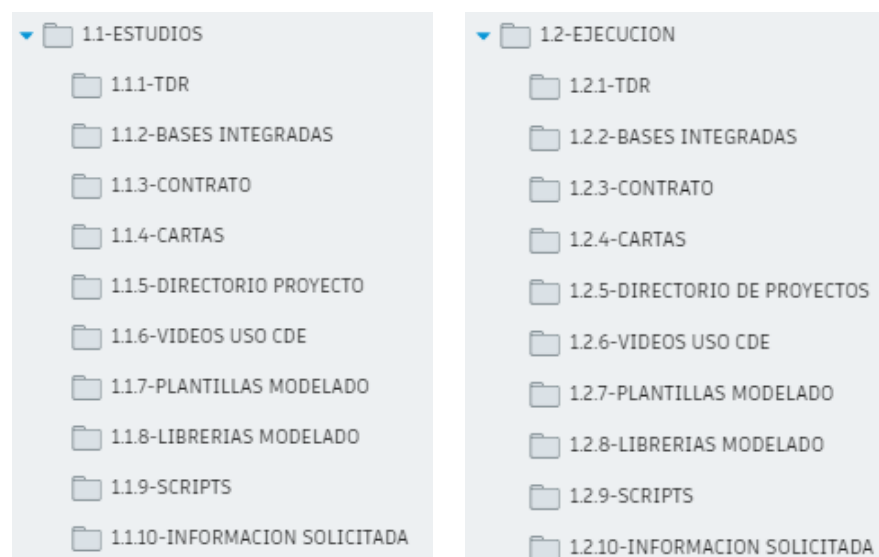 1.1-ESTUDIOS
1.1.1-TDR
1.1.2-BASES INTEGRADAS
1.1.3-CONTRATO
1.1.4-CARTAS
1.1.5-DIRECTORIO PROYECTO
1.1.6-VIDEOS USO CDE
1.1.7-PLANTILLAS MODELADO
1.1.8-LIBRERIAS MODELADO
1.1.9-SCRIPTS
1.1.10-INFORMACION SOLICITADA
1.2-EJECUCION
1.2.1-TDR
1.2.2-BASES INTEGRADAS
1.2.3-CONTRATO
1.2.4-CARTAS
1.2.5-DIRECTORIO DE PROYECTOS
1.2.6-VIDEOS USO CDE
1.2.7-PLANTILLAS MODELADO
1.2.8-LIBRERIAS MODELADO
1.2.9-SCRIPTS
1.2.10-INFORMACION SOLICITADA